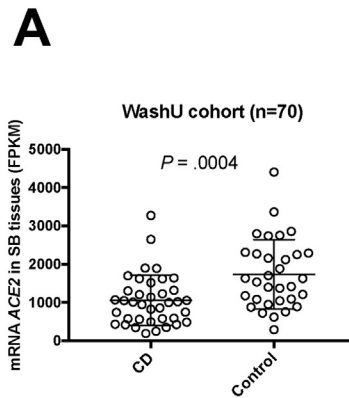 A
WashU cohort (n=70)
P = .0004
mRNA ACE2 in SB tissues (FPKM)
5000
4000
3000
2000
1000
0
CD
Control